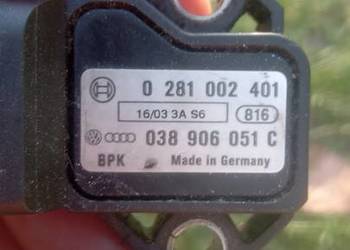 0 281 002 401
16/03 3A S6 816
038 906 051 C
BPK Made in Germany